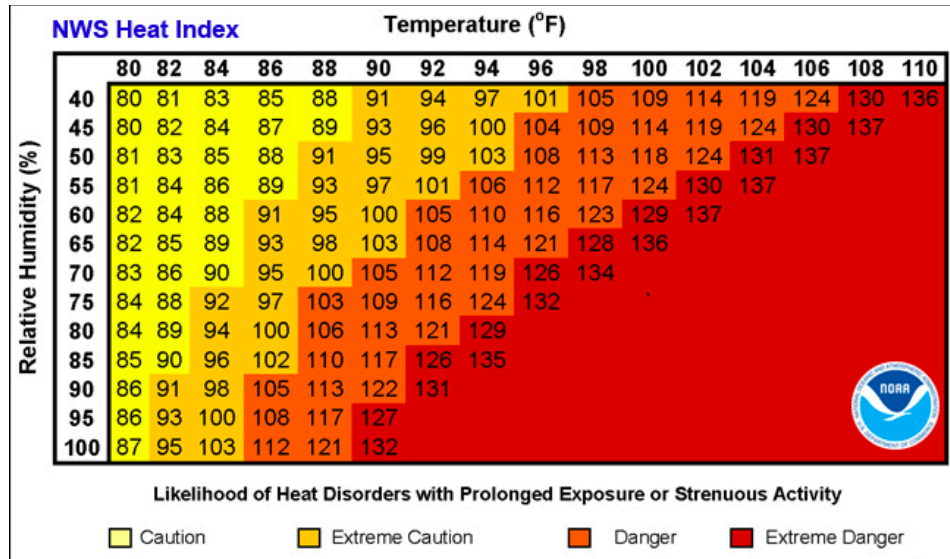 NWS Heat Index
Temperature (°F)
80 82 84 86 88 90 92 94 96 98 100 102 104 106 108 110
Relative Humidity (%)
40 80 81 83 85 88 91 94 97 101 105 109 114 119 124 130 136
45 80 82 84 87 89 93 96 100 104 109 114 119 124 130 137
50 81 83 85 88 91 95 99 103 108 113 118 124 131 137
55 81 84 86 89 93 97 101 106 112 117 124 130 137
60 82 84 88 91 95 100 105 110 116 123 129 137
65 82 85 89 93 98 103 108 114 121 128 136
70 83 86 90 95 100 105 112 119 126 134
75 84 88 92 97 103 109 116 124 132
80 84 89 94 100 106 113 121 129
85 85 90 96 102 110 117 126 135
90 86 91 98 105 113 122 131
95 86 93 100 108 117 127
100 87 95 103 112 121 132
NOAA
Likelihood of Heat Disorders with Prolonged Exposure or Strenuous Activity
Caution Extreme Caution Danger Extreme Danger